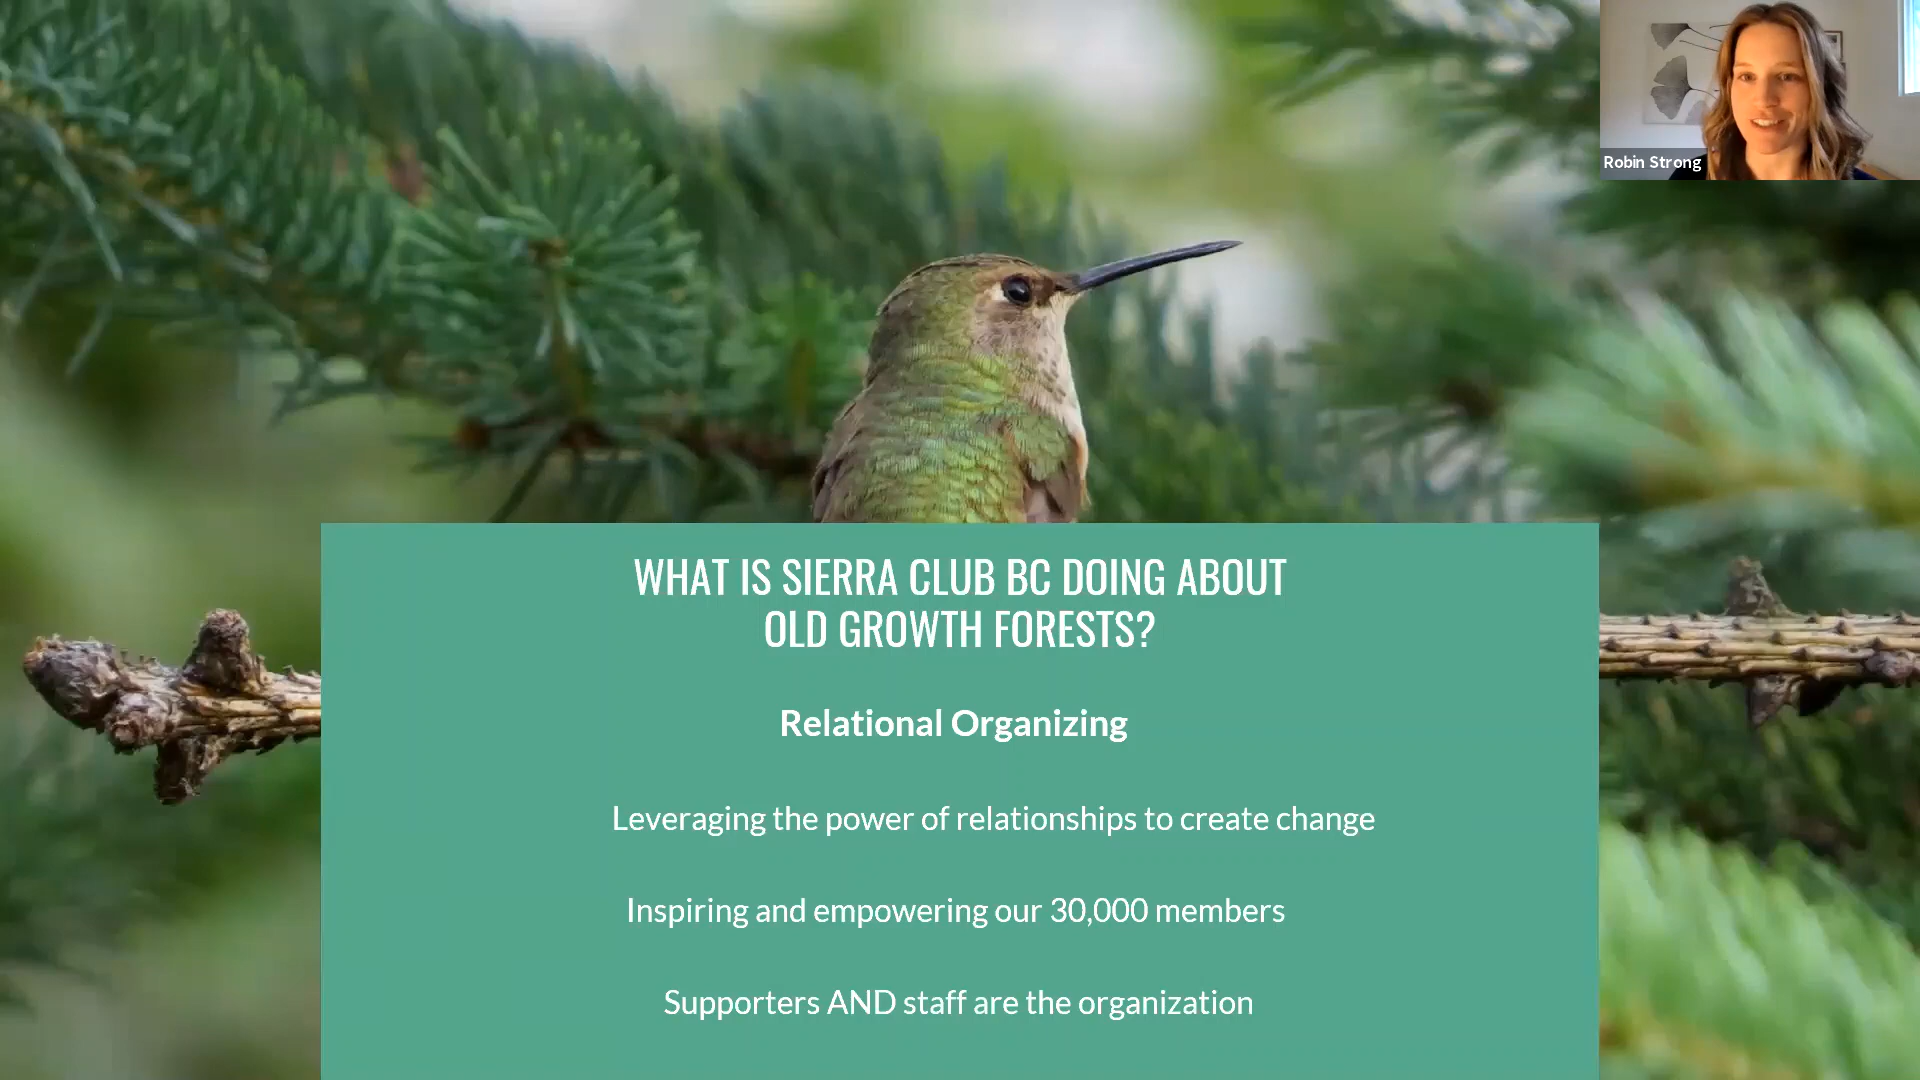 Robin Strong
WHAT IS SIERRA CLUB BC DOING ABOUT
OLD GROWTH FORESTS?
Relational Organizing
Leveraging the power of relationships to create change
Inspiring and empowering our 30,000 members
Supporters AND staff are the organization